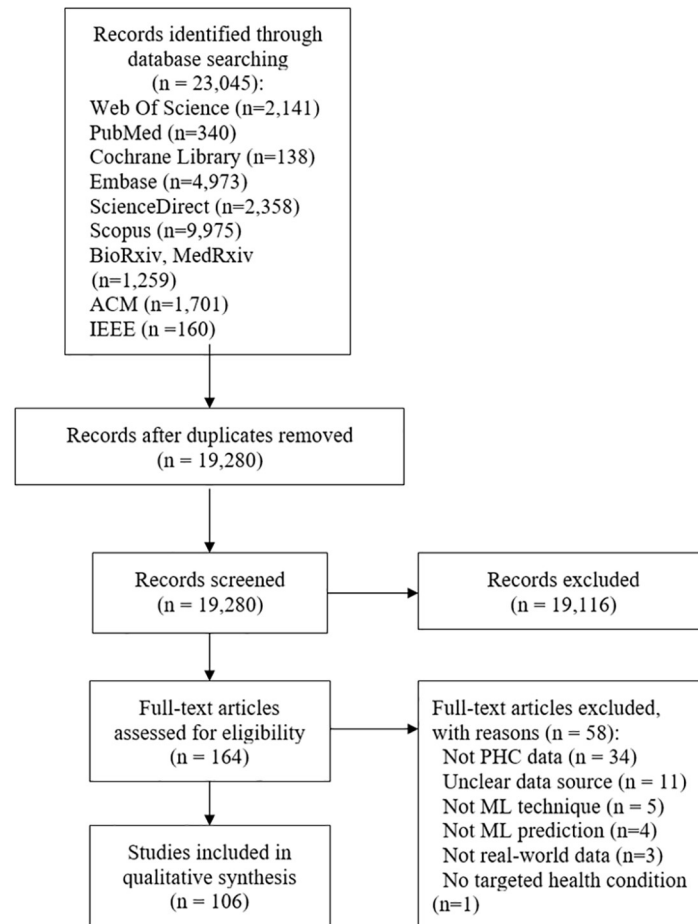 Records identified through
database searching
(n = 23,045):
Web Of Science (n=2,141)
PubMed (n=340)
Cochrane Library (n=138)
Embase (n=4,973)
ScienceDirect (n=2,358)
Scopus (n=9,975)
BioRxiv, MedRxiv
(n=1,259)
ACM (n=1,701)
IEEE (n =160)
Records after duplicates removed
(n = 19,280)
Records screened
(n = 19,280)
Records excluded
(n = 19,116)
Full-text articles
assessed for eligibility
(n = 164)
Full-text articles excluded,
with reasons (n = 58):
Not PHC data (n = 34)
Unclear data source (n = 11)
Not ML technique (n = 5)
Not ML prediction (n=4)
Not real-world data (n=3)
No targeted health condition
(n=1)
Studies included in
qualitative synthesis
(n = 106)